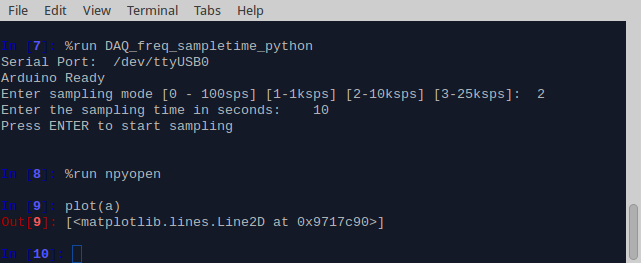 File Edit View Terminal Tabs Help
In [7]: %run DAQ_freq_sampletime_python
Serial Port:  /dev/ttyUSB0
Arduino Ready
Enter sampling mode [0 - 100sps] [1-1ksps] [2-10ksps] [3-25ksps]:  2
Enter the sampling time in seconds:    10
Press ENTER to start sampling
In [8]: %run npyopen
In [9]: plot(a)
Out[9]: [<matplotlib.lines.Line2D at 0x9717c90>]
In [10]: